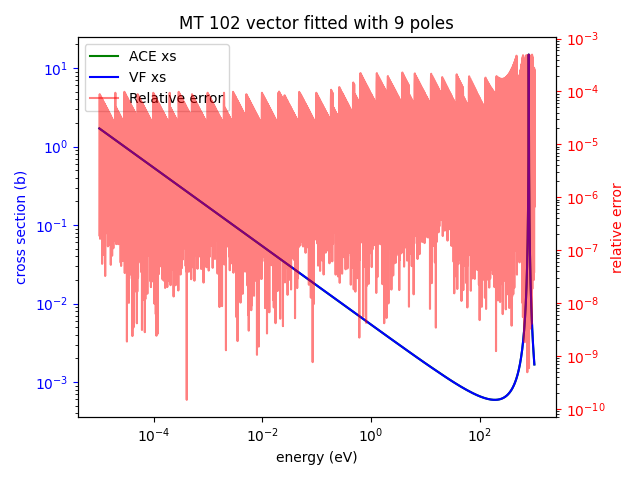 MT 102 vector fitted with 9 poles
ACE xs
VF xs
Relative error
cross section (b)
10^1
10^0
10^-1
10^-2
10^-3
relative error
10^-3
10^-4
10^-5
10^-6
10^-7
10^-8
10^-9
10^-10
10^-4 10^-2 10^0 10^2
energy (eV)